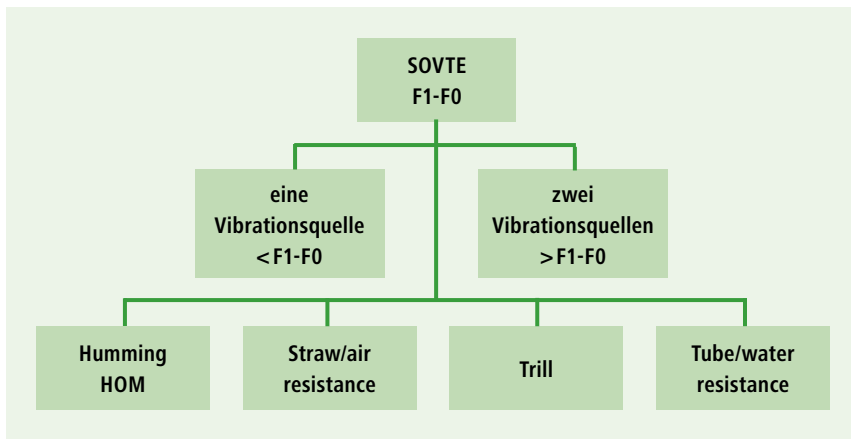 SOVTE
F1-F0
eine
Vibrationsquelle
< F1-F0
zwei
Vibrationsquellen
> F1-F0
Humming
HOM
Straw/air
resistance
Trill
Tube/water
resistance